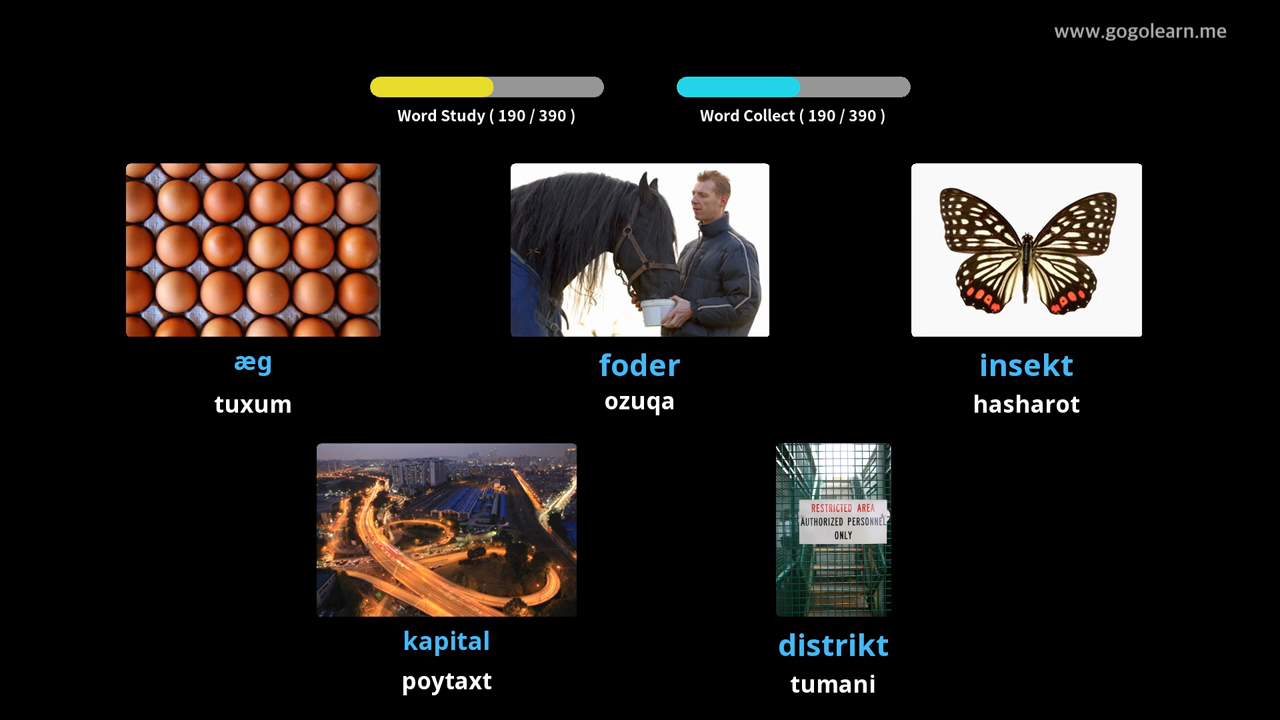 www.gogolearn.me
Word Study ( 190 / 390 )
Word Collect ( 190 / 390 )
æg
tuxum
foder
ozuqa
insekt
hasharot
RESTRICTED AREA
AUTHORIZED PERSONNEL
ONLY
kapital
poytaxt
distrikt
tumani